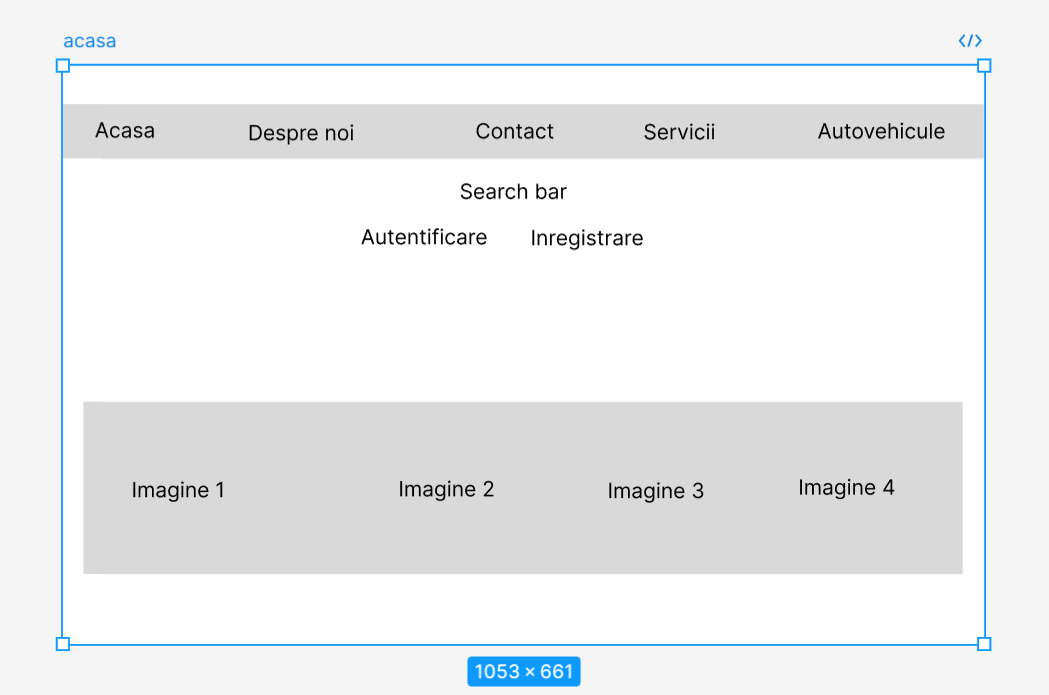 acasa </>
Acasa Despre noi Contact Servicii Autovehicule
Search bar
Autentificare Inregistrare
Imagine 1 Imagine 2 Imagine 3 Imagine 4
1053 × 661